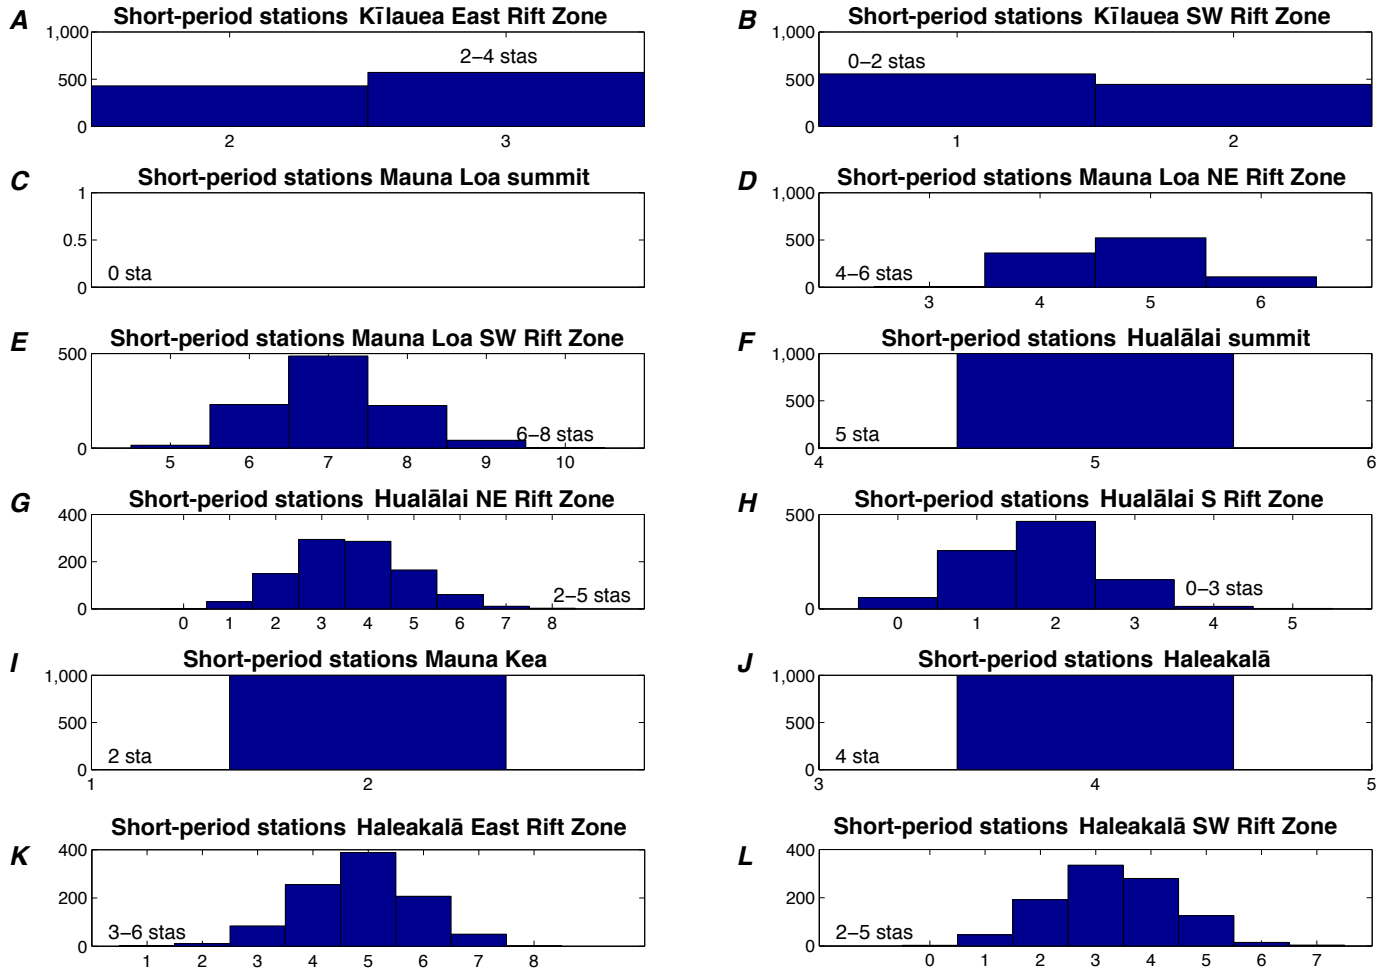 A Short-period stations Kīlauea East Rift Zone
1,000
500
0
2–4 stas
2 3
B Short-period stations Kīlauea SW Rift Zone
1,000
500
0
0–2 stas
1 2
C Short-period stations Mauna Loa summit
1
0.5
0
0 sta
D Short-period stations Mauna Loa NE Rift Zone
1,000
500
0
4–6 stas
3 4 5 6
E Short-period stations Mauna Loa SW Rift Zone
500
0
6–8 stas
5 6 7 8 9 10
F Short-period stations Hualālai summit
1,000
500
0
5 sta
4 5 6
G Short-period stations Hualālai NE Rift Zone
400
200
0
2–5 stas
0 1 2 3 4 5 6 7 8
H Short-period stations Hualālai S Rift Zone
500
0
0–3 stas
0 1 2 3 4 5
I Short-period stations Mauna Kea
1,000
500
0
2 sta
1 2
J Short-period stations Haleakalā
1,000
500
0
4 sta
3 4 5
K Short-period stations Haleakalā East Rift Zone
400
200
0
3–6 stas
1 2 3 4 5 6 7 8
L Short-period stations Haleakalā SW Rift Zone
400
200
0
2–5 stas
0 1 2 3 4 5 6 7